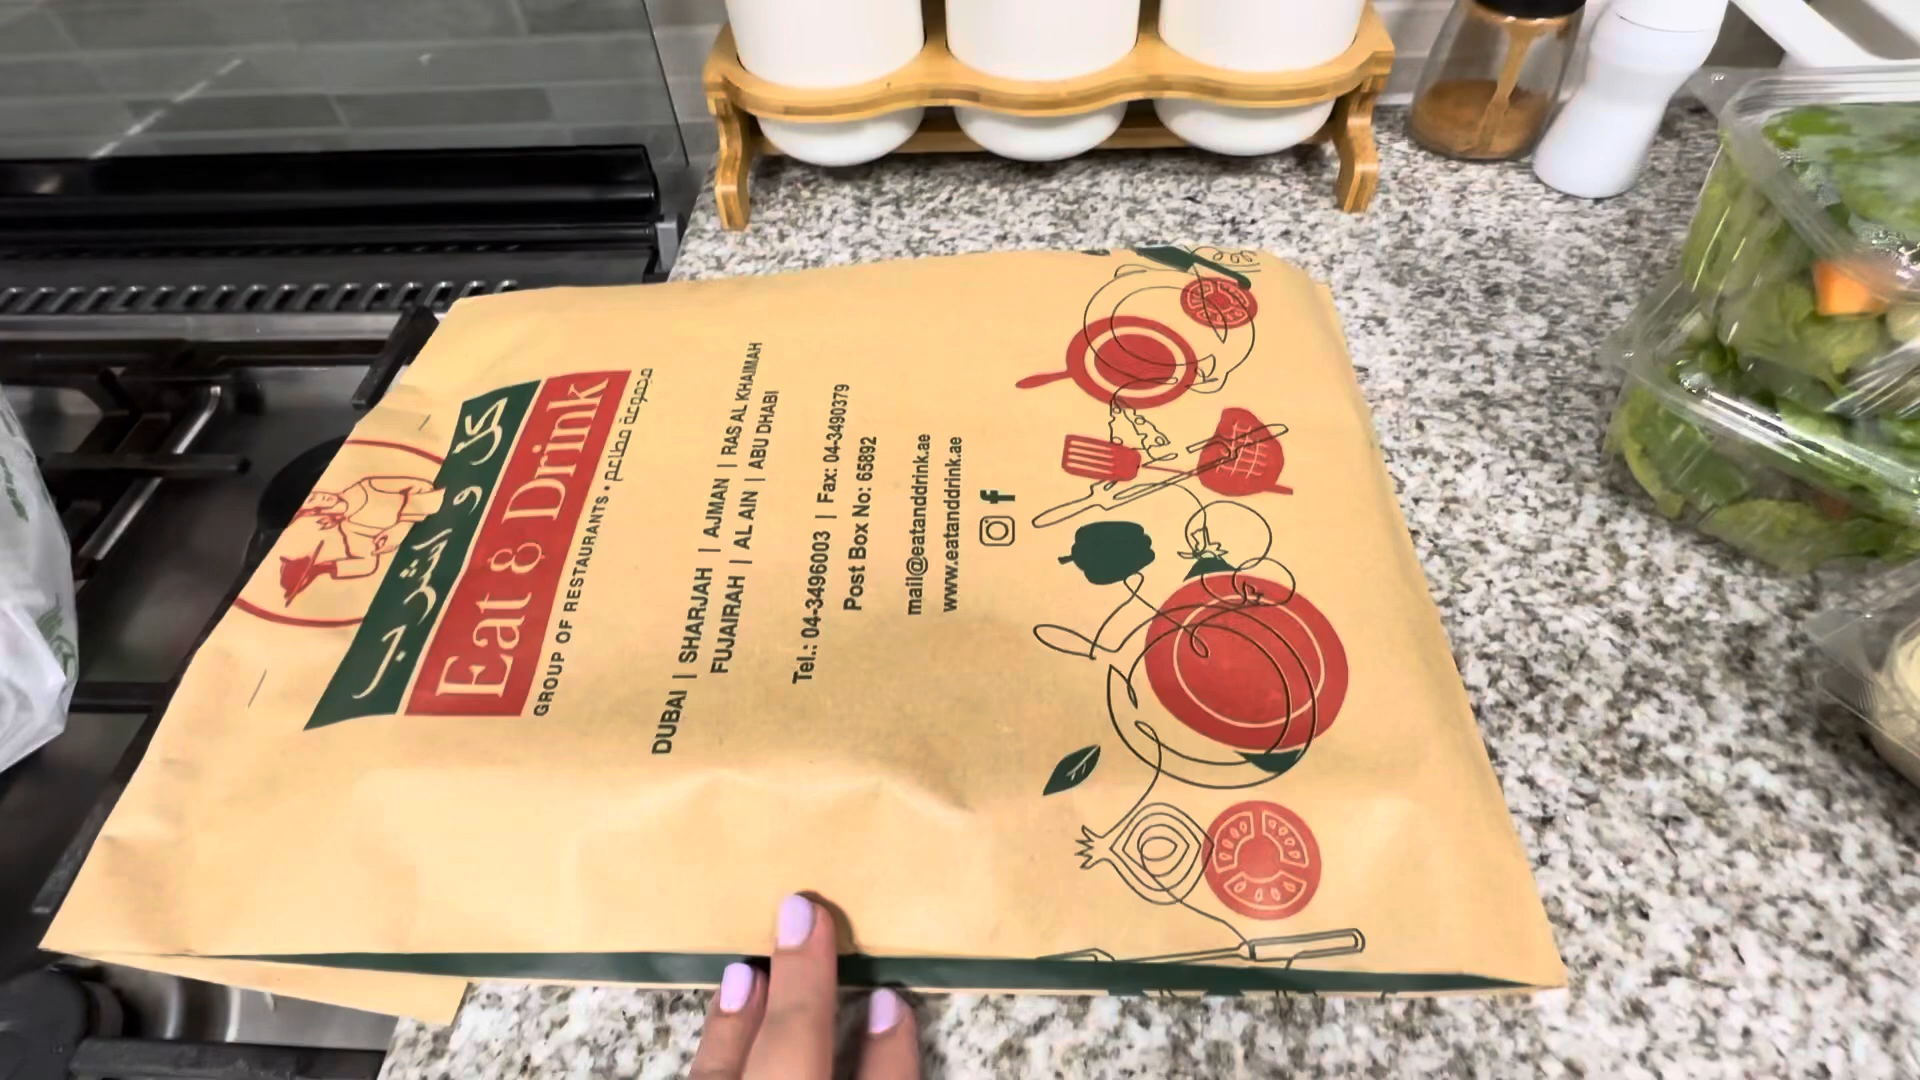 كل و اشرب
Eat & Drink
GROUP OF RESTAURANTS • مجموعة مطاعم
DUBAI | SHARJAH | AJMAN | RAS AL KHAIMAH
FUJAIRAH | AL AIN | ABU DHABI
Tel.: 04-3496003 | Fax: 04-3490379
Post Box No: 65892
mail@eatanddrink.ae
www.eatanddrink.ae